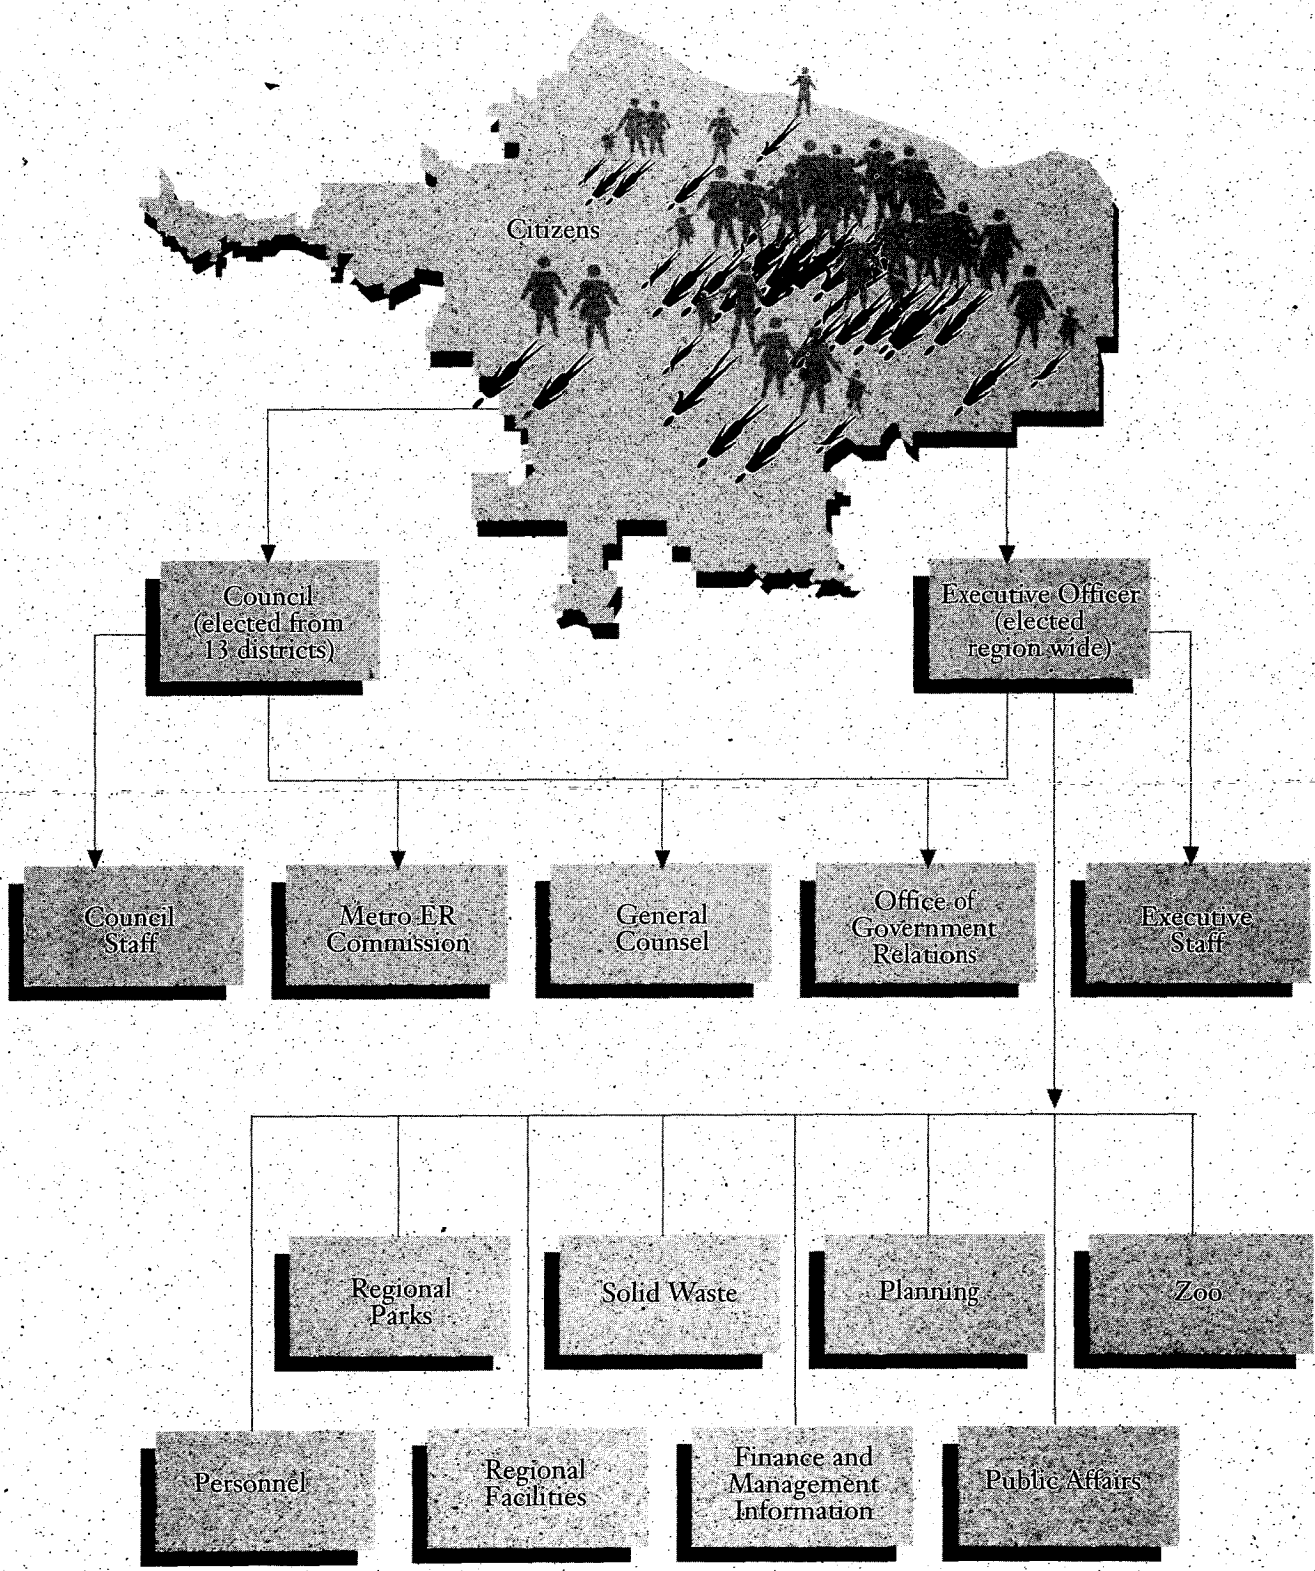 Citizens
Council
(elected from
13 districts)
Executive Officer
(elected
region wide)
Council
Staff
Metro ER
Commission
General
Counsel
Office of
Government
Relations
Executive
Staff
Regional
Parks
Solid Waste
Planning
Zoo
Personnel
Regional
Facilities
Finance and
Management
Information
Public Affairs